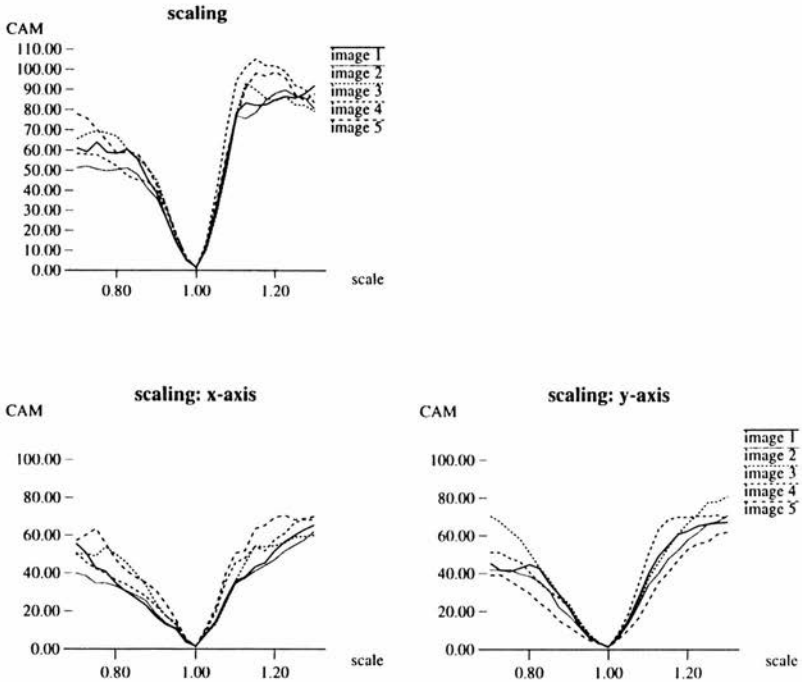 scaling
CAM
110.00
100.00
90.00
80.00
70.00
60.00
50.00
40.00
30.00
20.00
10.00
0.00
0.80 1.00 1.20
scale
image 1
image 2
image 3
image 4
image 5
scaling: x-axis
CAM
100.00
80.00
60.00
40.00
20.00
0.00
0.80 1.00 1.20
scale
scaling: y-axis
CAM
100.00
80.00
60.00
40.00
20.00
0.00
0.80 1.00 1.20
scale
image 1
image 2
image 3
image 4
image 5